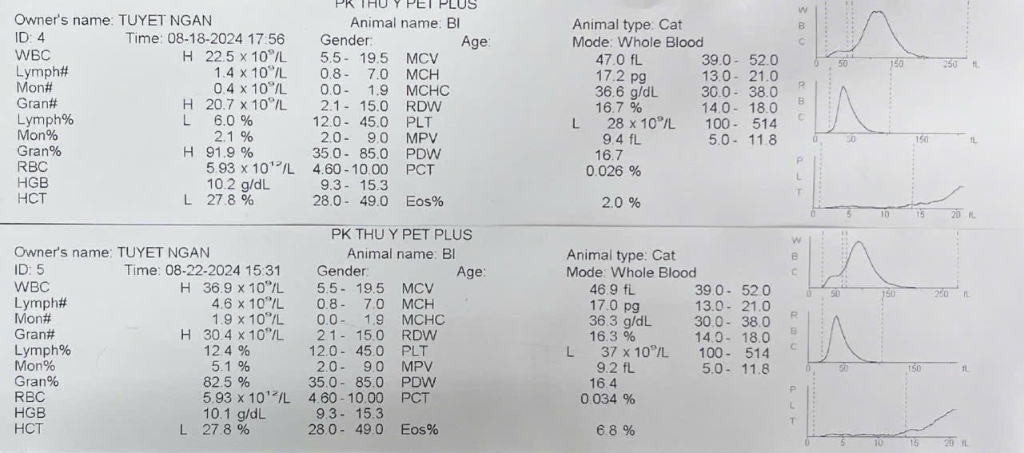 PK THU Y PET PLUS
Owner's name: TUYET NGAN Animal name: BI Animal type: Cat
ID: 4 Time: 08-18-2024 17:56 Gender: Age: Mode: Whole Blood
WBC H 22.5 x 10^9/L 5.5 - 19.5 MCV 47.0 fL 39.0 - 52.0
Lymph# 1.4 x 10^9/L 0.8 - 7.0 MCH 17.2 pg 13.0 - 21.0
Mon# 0.4 x 10^9/L 0.0 - 1.9 MCHC 36.6 g/dL 30.0 - 38.0
Gran# H 20.7 x 10^9/L 2.1 - 15.0 RDW 16.7 % 14.0 - 18.0
Lymph% L 6.0 % 12.0 - 45.0 PLT L 28 x 10^9/L 100 - 514
Mon% 2.1 % 2.0 - 9.0 MPV 9.4 fL 5.0 - 11.8
Gran% H 91.9 % 35.0 - 85.0 PDW 16.7
RBC 5.93 x 10^12/L 4.60 - 10.00 PCT 0.026 %
HGB 10.2 g/dL 9.3 - 15.3
HCT L 27.8 % 28.0 - 49.0 Eos% 2.0 %
WBC
50 150 250 fL
RBC
50 150 fL
PLT
0 5 10 15 20 fL
PK THU Y PET PLUS
Owner's name: TUYET NGAN Animal name: BI Animal type: Cat
ID: 5 Time: 08-22-2024 15:31 Gender: Age: Mode: Whole Blood
WBC H 36.9 x 10^9/L 5.5 - 19.5 MCV 46.9 fL 39.0 - 52.0
Lymph# 4.6 x 10^9/L 0.8 - 7.0 MCH 17.0 pg 13.0 - 21.0
Mon# 1.9 x 10^9/L 0.0 - 1.9 MCHC 36.3 g/dL 30.0 - 38.0
Gran# H 30.4 x 10^9/L 2.1 - 15.0 RDW 16.3 % 14.0 - 18.0
Lymph% 12.4 % 12.0 - 45.0 PLT L 37 x 10^9/L 100 - 514
Mon% 5.1 % 2.0 - 9.0 MPV 9.2 fL 5.0 - 11.8
Gran% 82.5 % 35.0 - 85.0 PDW 16.4
RBC 5.93 x 10^12/L 4.60 - 10.00 PCT 0.034 %
HGB 10.1 g/dL 9.3 - 15.3
HCT L 27.8 % 28.0 - 49.0 Eos% 6.8 %
WBC
0 50 150 250 fL
RBC
0 50 150 fL
PLT
0 5 10 15 20 fL